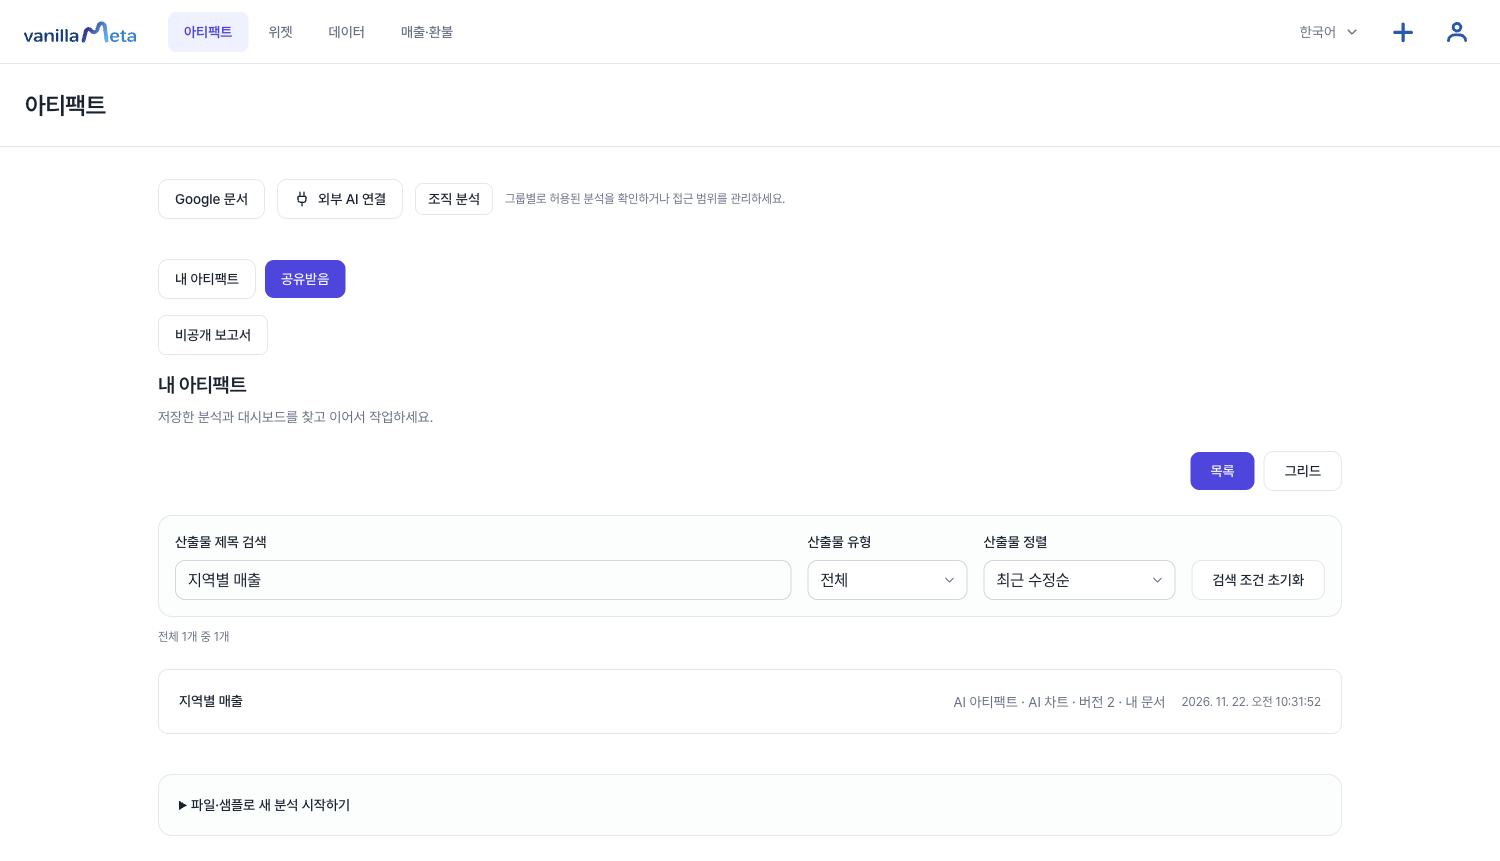 vanilla Meta
아티팩트
위젯
데이터
매출·환불
한국어
아티팩트
Google 문서
외부 AI 연결
조직 분석
그룹별로 허용된 분석을 확인하거나 접근 범위를 관리하세요.
내 아티팩트
공유받음
비공개 보고서
내 아티팩트
저장한 분석과 대시보드를 찾고 이어서 작업하세요.
목록
그리드
산출물 제목 검색
산출물 유형
산출물 정렬
지역별 매출
전체
최근 수정순
검색 조건 초기화
전체 1개 중 1개
지역별 매출
AI 아티팩트 · AI 차트 · 버전 2 · 내 문서
2026. 11. 22. 오전 10:31:52
파일·샘플로 새 분석 시작하기